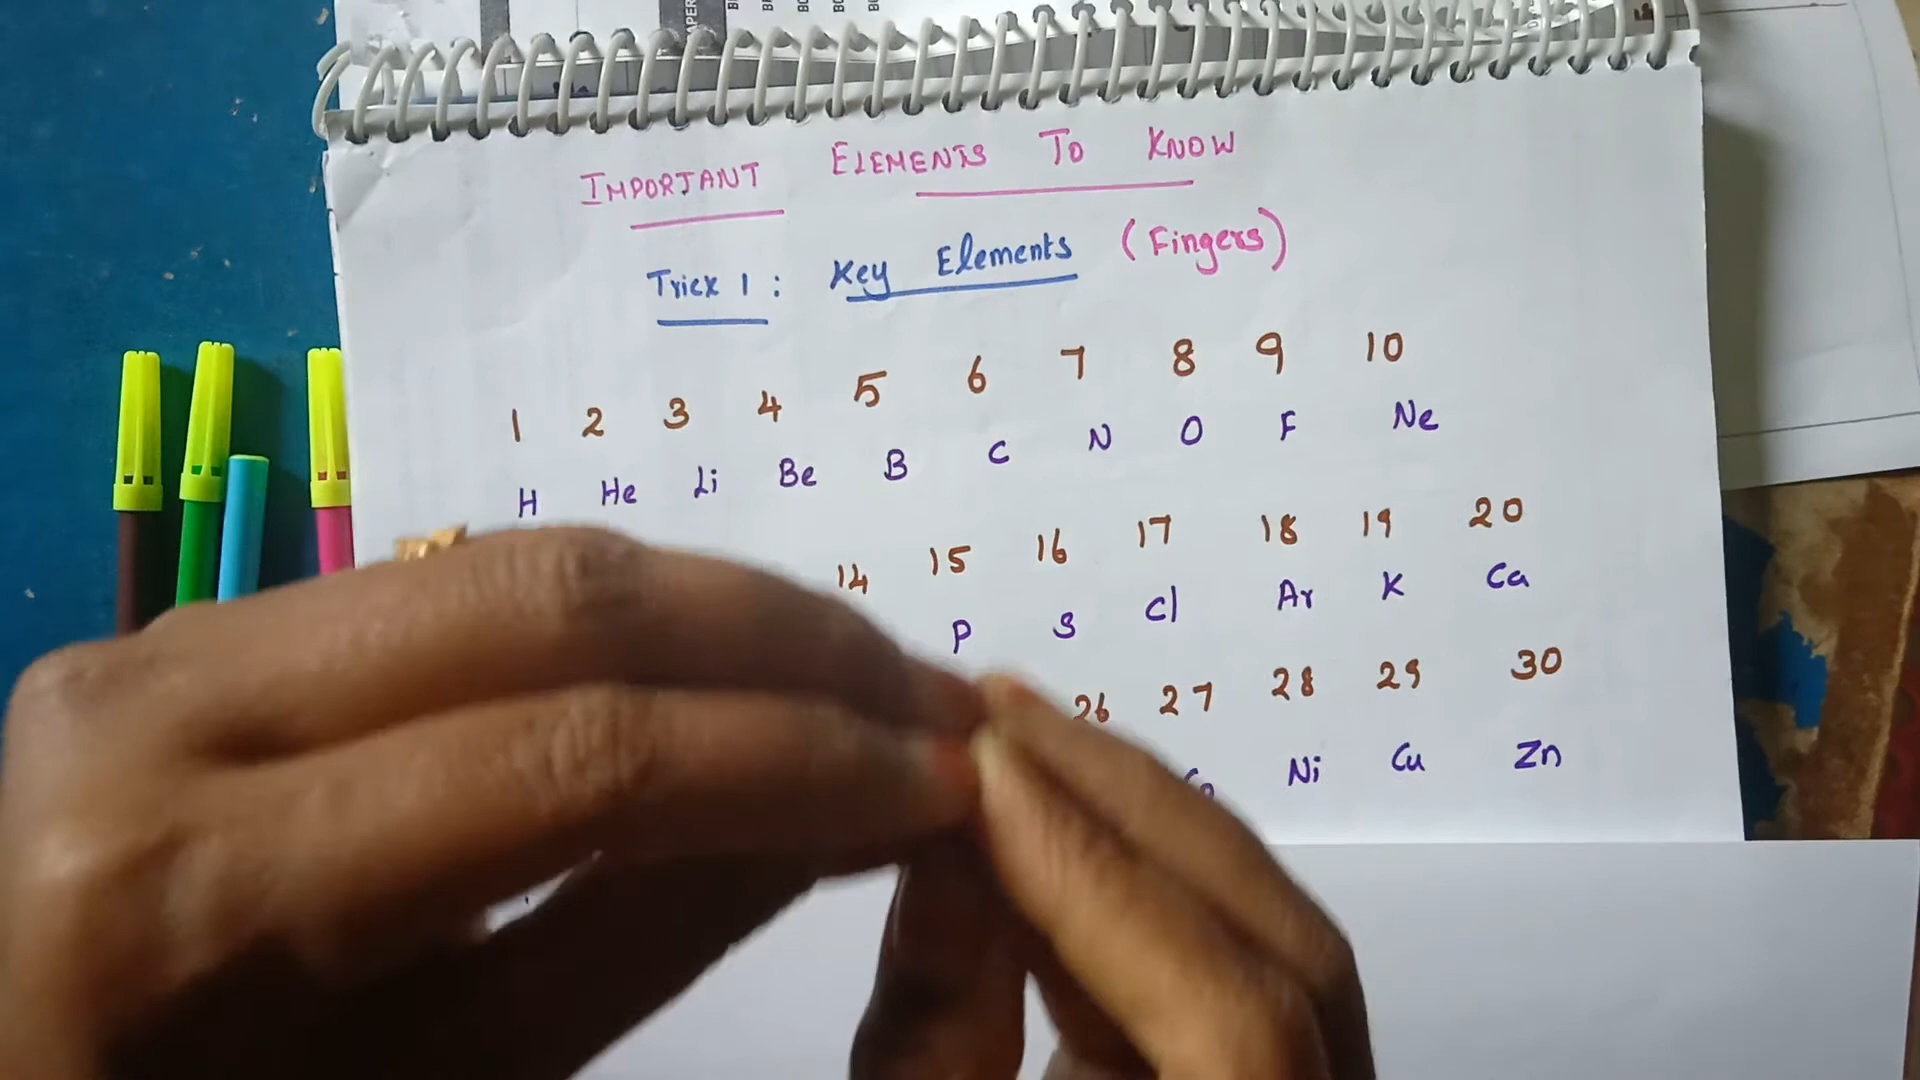 IMPORTANT ELEMENTS TO KNOW
Trick 1: Key Elements (Fingers)
1 2 3 4 5 6 7 8 9 10
H He Li Be B C N O F Ne
14 15 16 17 18 19 20
P S Cl Ar K Ca
26 27 28 29 30
Co Ni Cu Zn